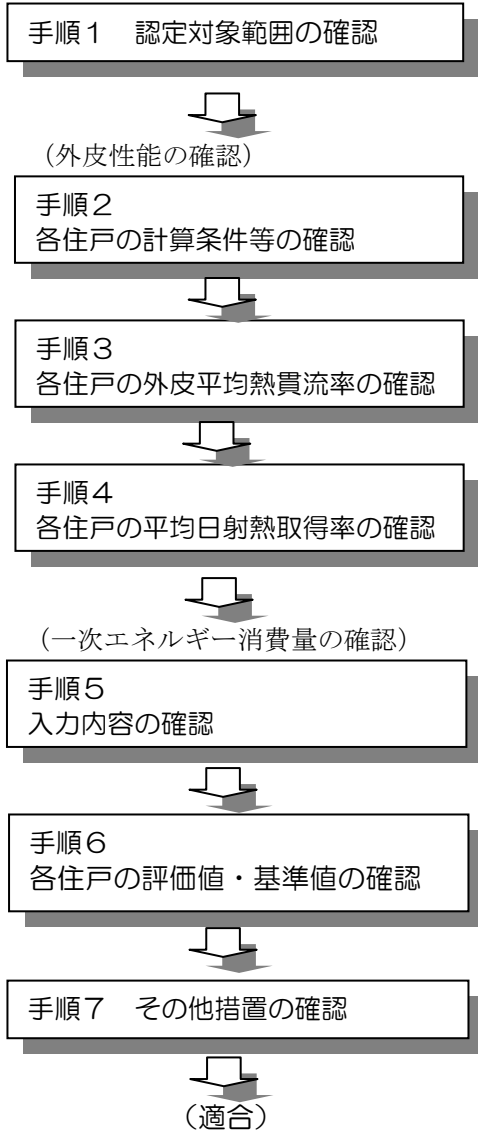 手順１　認定対象範囲の確認
（外皮性能の確認）
手順２
各住戸の計算条件等の確認
手順３
各住戸の外皮平均熱貫流率の確認
手順４
各住戸の平均日射熱取得率の確認
（一次エネルギー消費量の確認）
手順５
入力内容の確認
手順６
各住戸の評価値・基準値の確認
手順７　その他措置の確認
（適合）